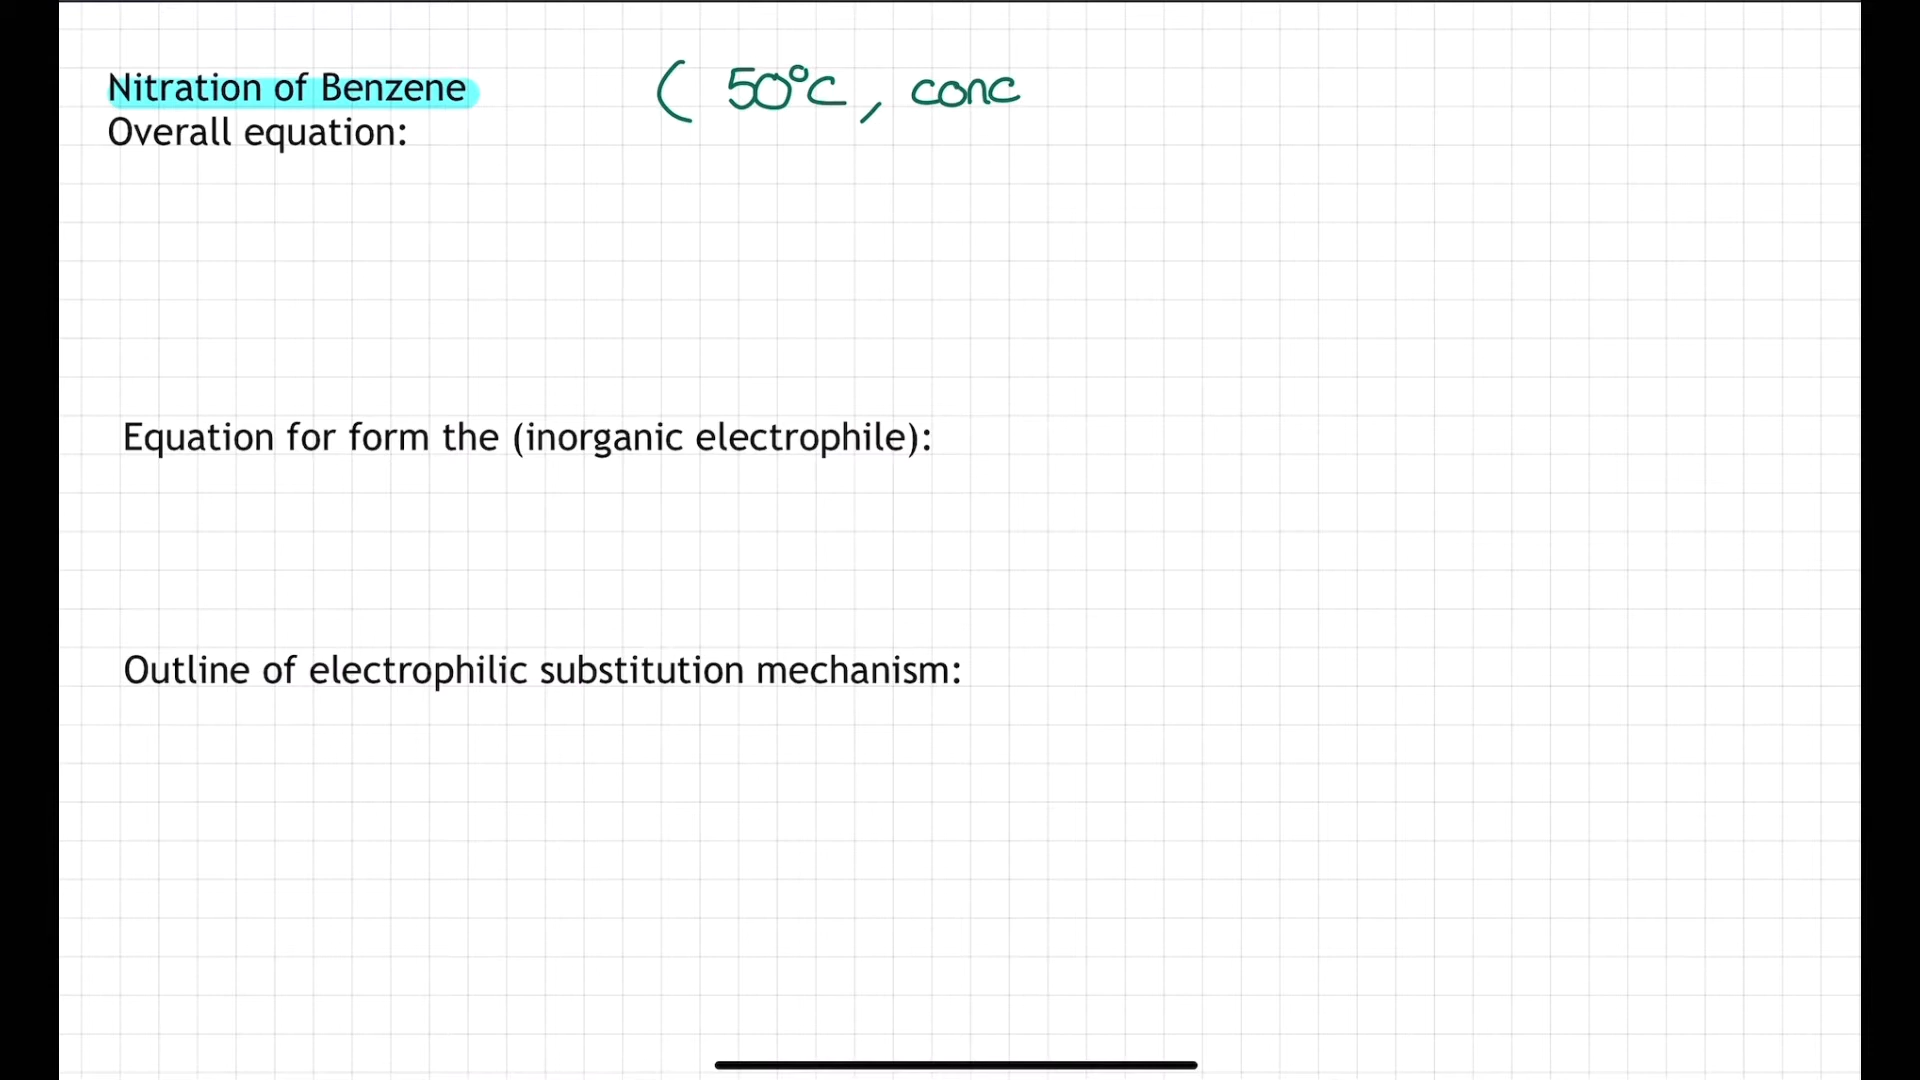 Nitration of Benzene ( 50°C, conc
Overall equation:
Equation for form the (inorganic electrophile):
Outline of electrophilic substitution mechanism: